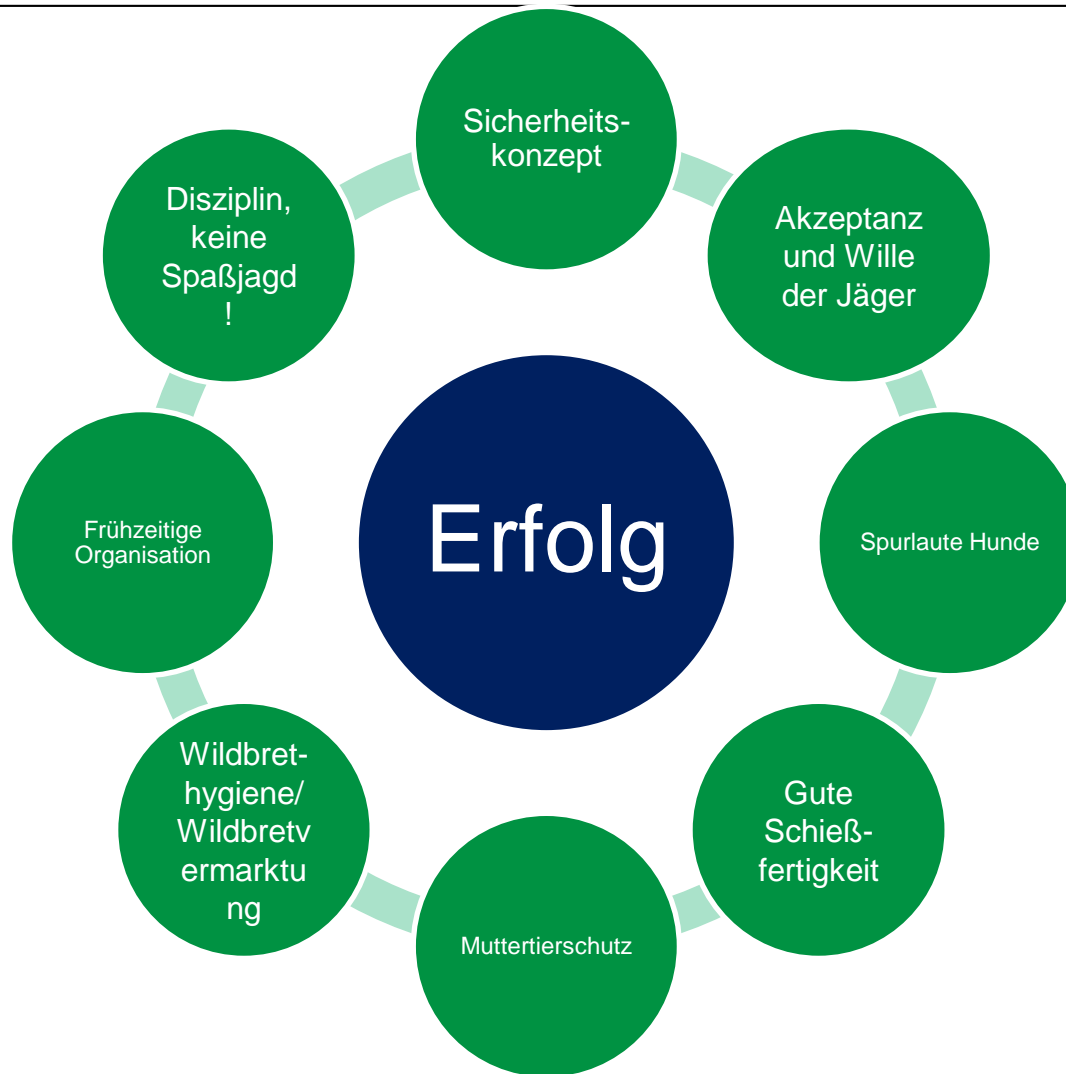 Sicherheits-
konzept
Akzeptanz
und Wille
der Jäger
Spurlaute Hunde
Gute
Schieß-
fertigkeit
Muttertierschutz
Wildbret-
hygiene/
Wildbretv
ermarktu
ng
Frühzeitige
Organisation
Disziplin,
keine
Spaßjagd
!
Erfolg